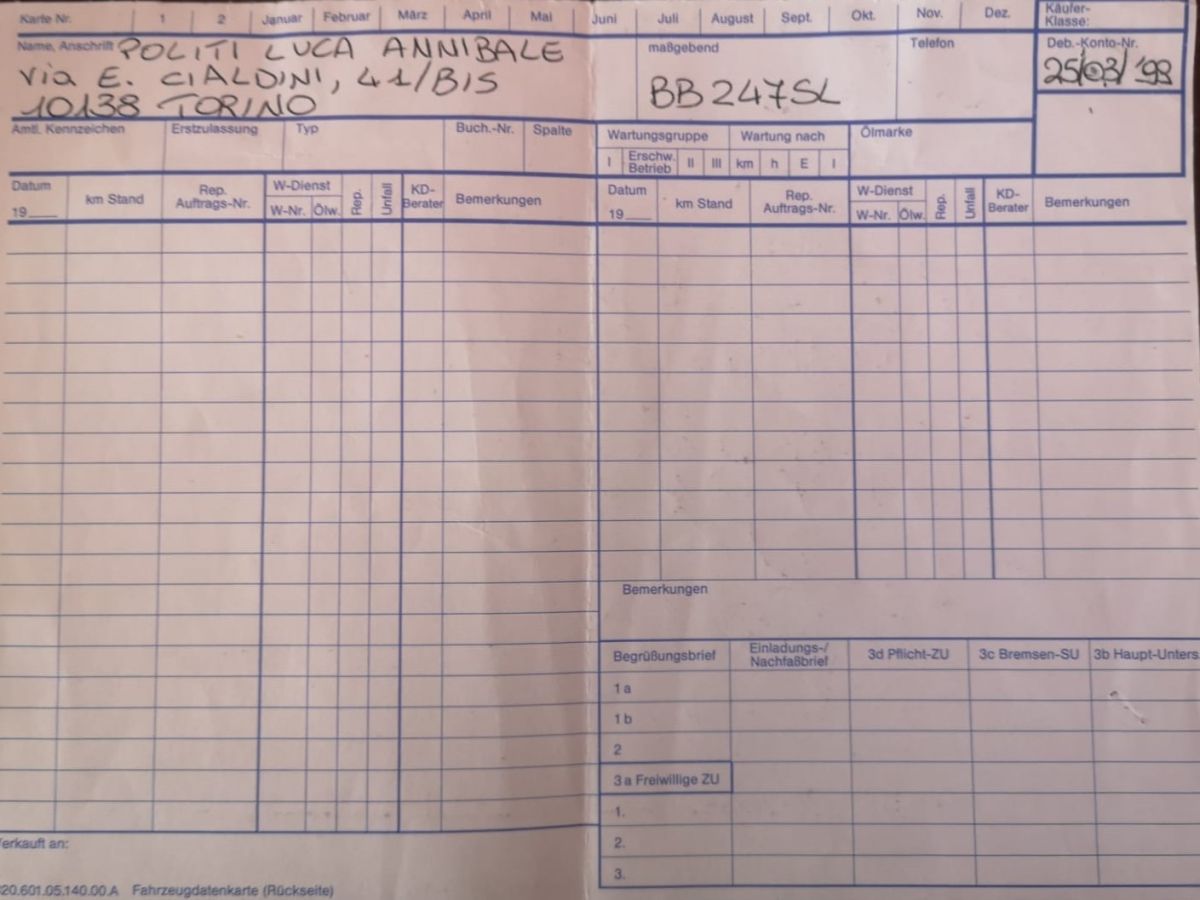 Karte Nr. 1 2 Januar Februar März April Mai Juni Juli August Sept. Okt. Nov. Dez. Käufer-Klasse:
Name, Anschrift POLITI LUCA ANNIBALE
Via E. CIALDINI, 41/BIS
10138 TORINO
maßgebend
BB247SL
Telefon
Deb.-Konto-Nr.
25/03/'98
Amtl. Kennzeichen Erstzulassung Typ Buch.-Nr. Spalte
Wartungsgruppe Wartung nach Ölmarke
I Erschw. Betrieb II III km h E I
Datum 19 km Stand Rep. Auftrags-Nr. W-Dienst W-Nr. Ölw. Rep. Unfall KD-Berater Bemerkungen
Datum 19 km Stand Rep. Auftrags-Nr. W-Dienst W-Nr. Ölw. Rep. Unfall KD-Berater Bemerkungen
Bemerkungen
Begrüßungsbrief Einladungs-/Nachfaßbrief 3d Pflicht-ZU 3c Bremsen-SU 3b Haupt-Unters
1a
1b
2
3a Freiwillige ZU
1.
2.
3.
erkauft an:
20.601.05.140.00.A Fahrzeugdatenkarte (Rückseite)